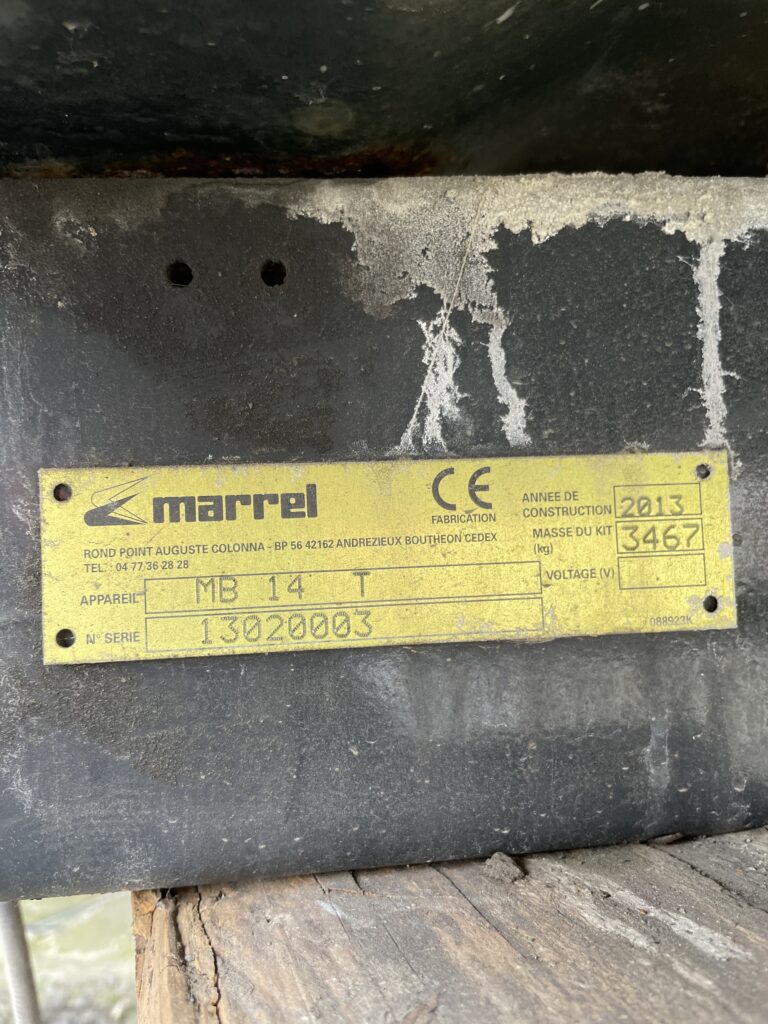 marrel
CE
FABRICATION
ANNEE DE
CONSTRUCTION 2013
MASSE DU KIT
(kg) 3467
VOLTAGE (V)
ROND POINT AUGUSTE COLONNA - BP 56 42162 ANDREZIEUX BOUTHEON CEDEX
TEL. : 04 77 36 28 28
APPAREIL MB 14 T
N° SERIE 13020003
088923K